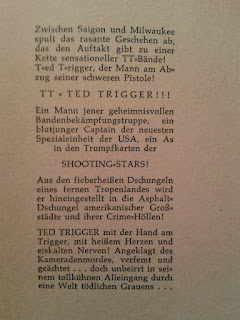 Zwischen Saigon und Milwaukee
spult das rasante Geschehen ab,
das den Auftakt gibt zu einer
Kette sensationeller TT=Bände!
T=ed T=rigger, der Mann am Ab=
zug seiner schweren Pistole!
TT = TED TRIGGER!!!
Ein Mann jener geheimnisvollen
Bandenbekämpfungstruppe, ein
blutjunger Captain der neuesten
Spezialeinheit der USA, ein As
in den Trumpfkarten der
SHOOTING=STARS!
Aus den fieberheißen Dschungeln
eines fernen Tropenlandes wird
er hineingestellt in die Asphalt=
Dschungel amerikanischer Groß=
städte und ihrer Crime=Höllen!
TED TRIGGER mit der Hand am
Trigger, mit heißem Herzen und
eiskalten Nerven! Angeklagt des
Kameradenmordes, verfemt und
geächtet . . . doch unbeirrt in sei=
nem tollkühnen Alleingang durch
eine Welt tödlichen Grauens . . .